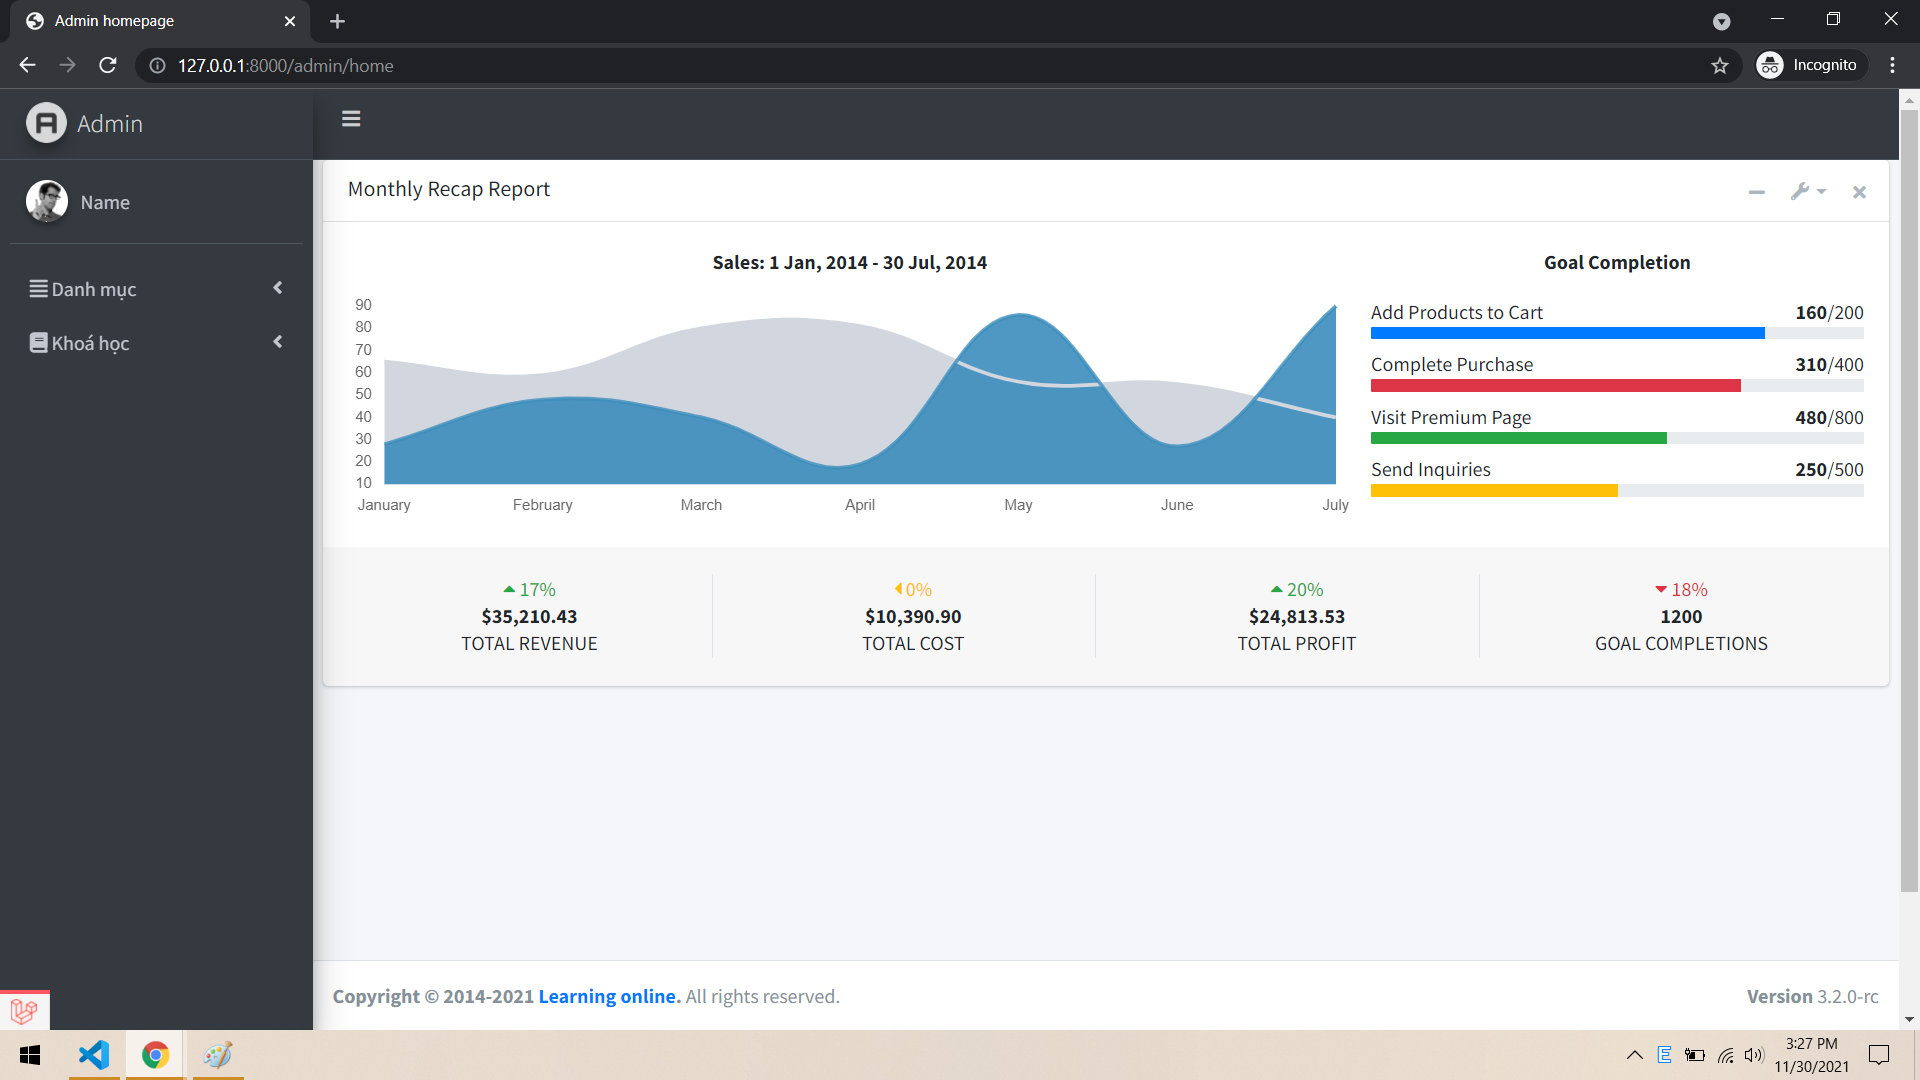 Admin homepage
127.0.0.1:8000/admin/home
Incognito
Admin
Name
Danh mục
Khoá học
Monthly Recap Report
Sales: 1 Jan, 2014 - 30 Jul, 2014
90
80
70
60
50
40
30
20
10
January February March April May June July
Goal Completion
Add Products to Cart 160/200
Complete Purchase 310/400
Visit Premium Page 480/800
Send Inquiries 250/500
17%
$35,210.43
TOTAL REVENUE
0%
$10,390.90
TOTAL COST
20%
$24,813.53
TOTAL PROFIT
18%
1200
GOAL COMPLETIONS
Copyright © 2014-2021 Learning online. All rights reserved.
Version 3.2.0-rc
E
3:27 PM
11/30/2021